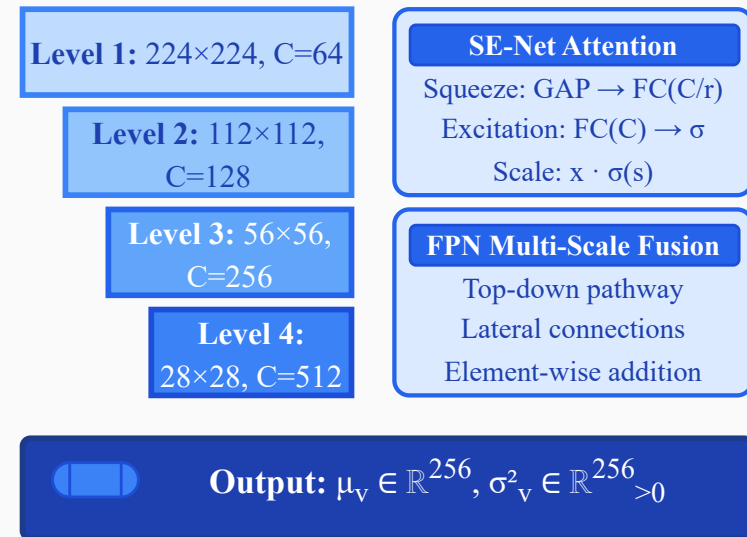 Level 1: 224×224, C=64
Level 2: 112×112,
C=128
Level 3: 56×56,
C=256
Level 4:
28×28, C=512
SE-Net Attention
Squeeze: GAP → FC(C/r)
Excitation: FC(C) → σ
Scale: x · σ(s)
FPN Multi-Scale Fusion
Top-down pathway
Lateral connections
Element-wise addition
Output: μ_v ∈ ℝ^256, σ²_v ∈ ℝ^256_>0